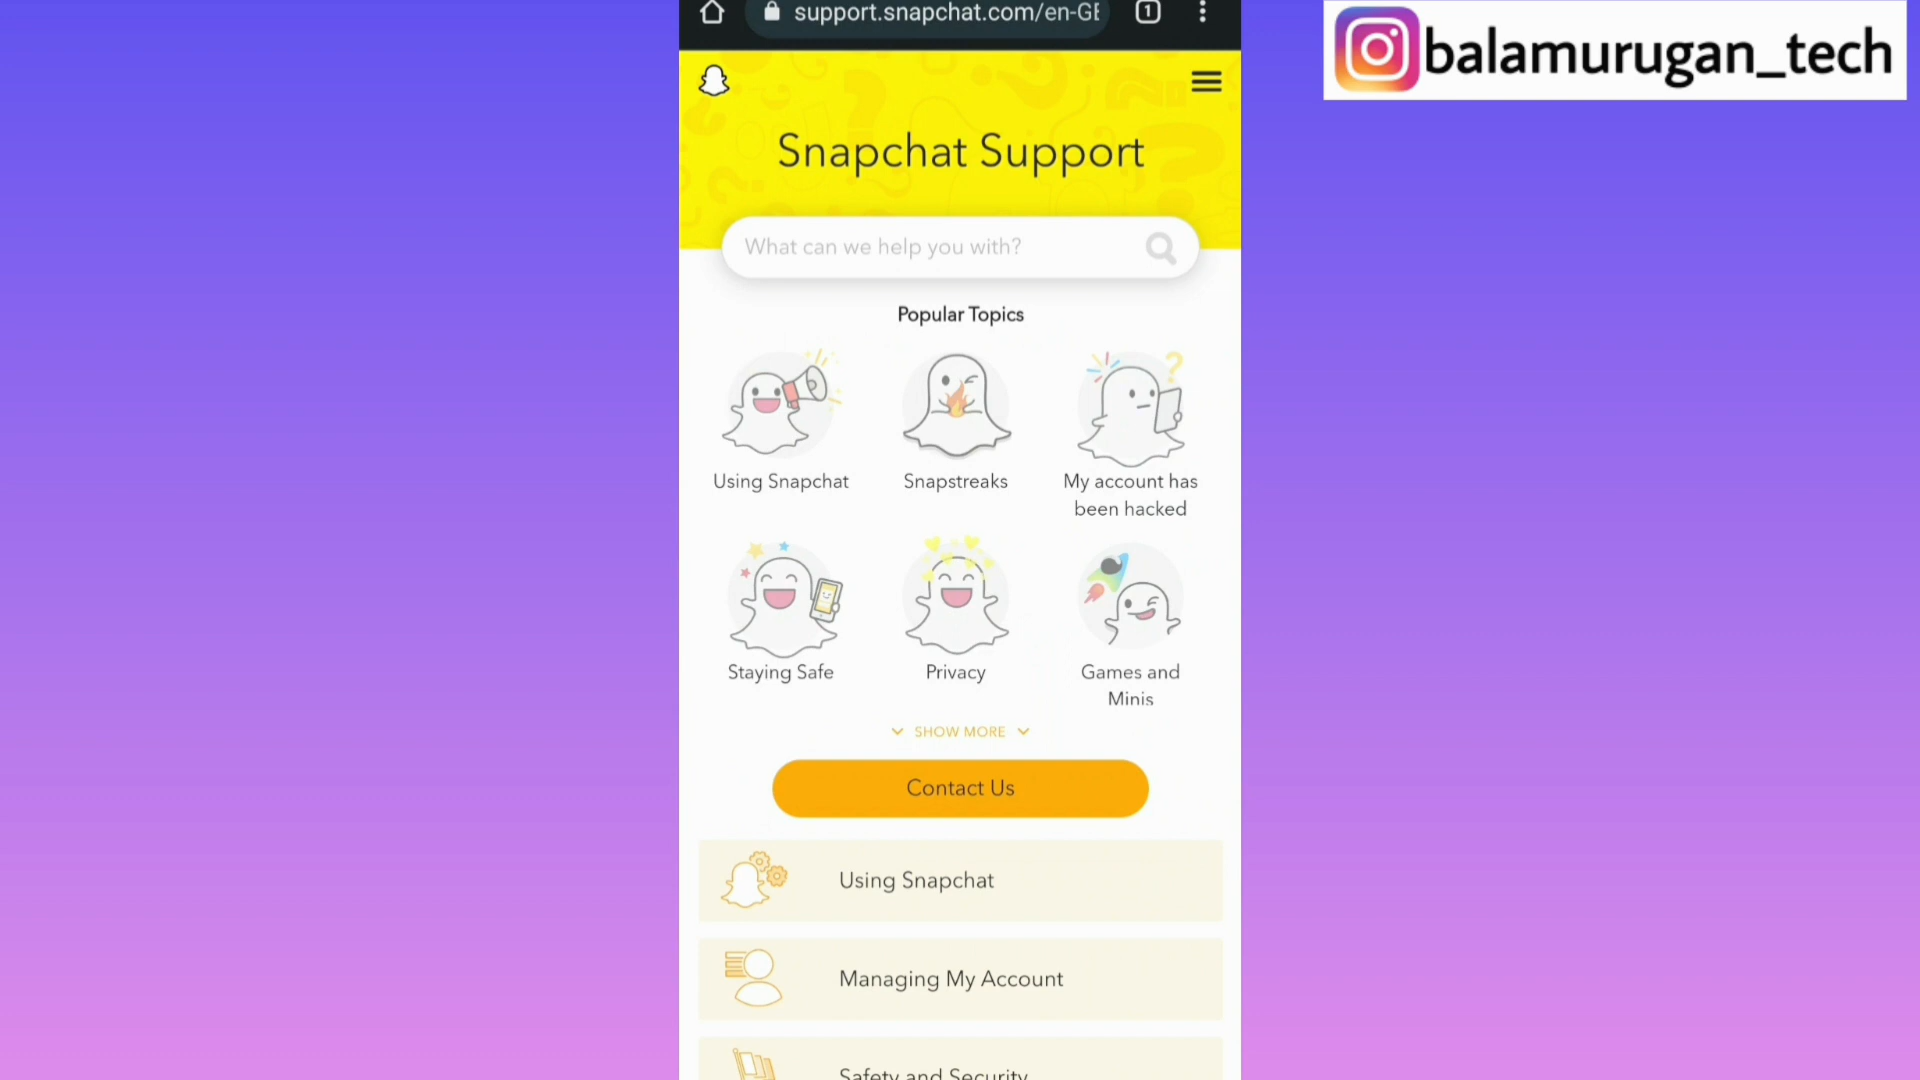 support.snapchat.com/en-GB
1
balamurugan_tech
Snapchat Support
What can we help you with?
Popular Topics
Using Snapchat
Snapstreaks
My account has
been hacked
Staying Safe
Privacy
Games and
Minis
SHOW MORE
Contact Us
Using Snapchat
Managing My Account
Safety and Security